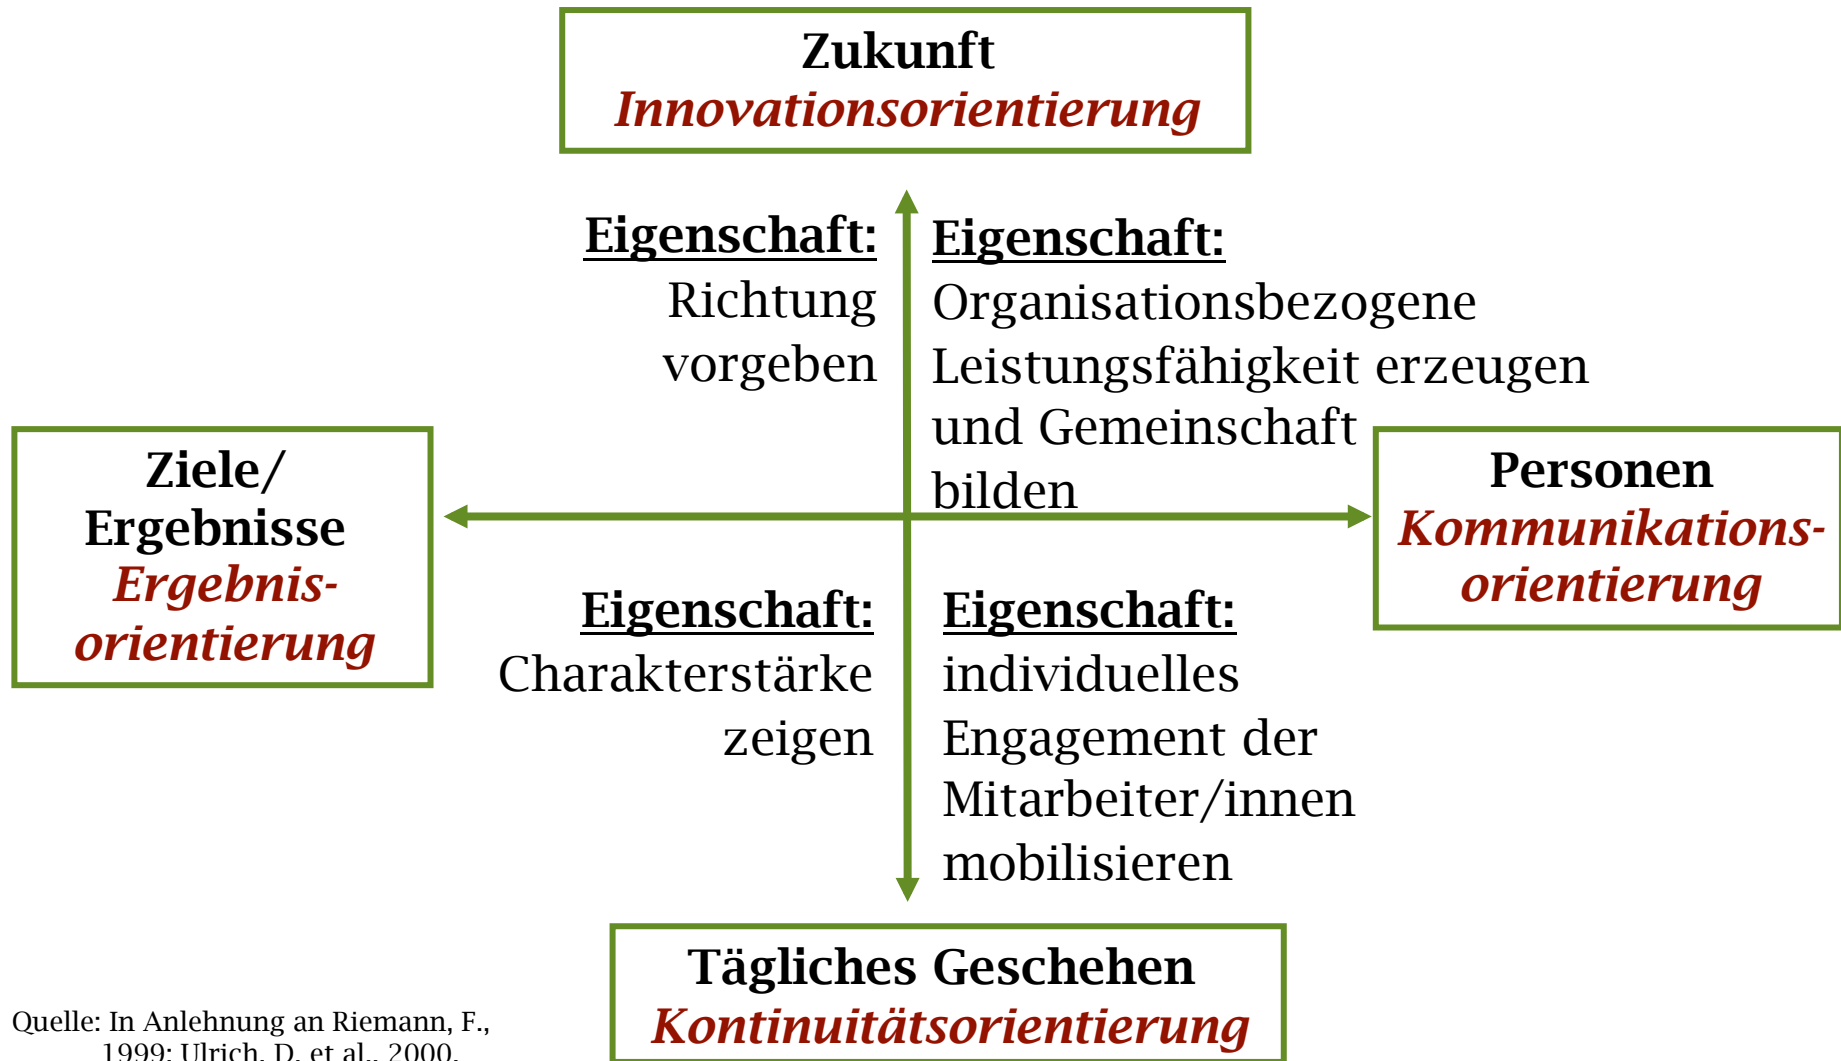 Zukunft
Innovationsorientierung
Eigenschaft:
Richtung
vorgeben
Eigenschaft:
Organisationsbezogene
Leistungsfähigkeit erzeugen
und Gemeinschaft
bilden
Ziele/
Ergebnisse
Ergebnis-
orientierung
Personen
Kommunikations-
orientierung
Eigenschaft:
Charakterstärke
zeigen
Eigenschaft:
individuelles
Engagement der
Mitarbeiter/innen
mobilisieren
Tägliches Geschehen
Kontinuitätsorientierung
Quelle: In Anlehnung an Riemann, F.,
1999; Ulrich, D. et al., 2000.